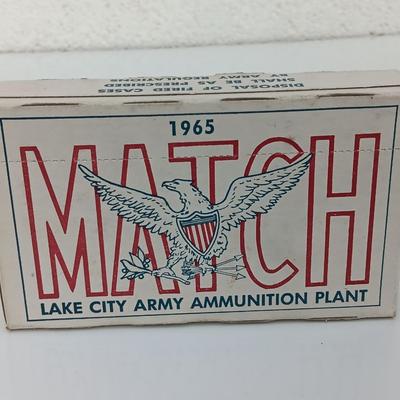 DISPOSAL OF FIRED CASES
SHALL BE AS PRESCRIBED
BY ARMY REGULATIONS
1965
MATCH
LAKE CITY ARMY AMMUNITION PLANT